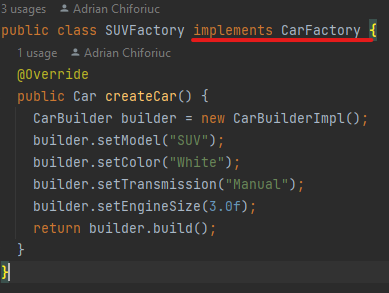 3 usages   Adrian Chiforiuc
public class SUVFactory implements CarFactory {
1 usage   Adrian Chiforiuc
@Override
public Car createCar() {
CarBuilder builder = new CarBuilderImpl();
builder.setModel("SUV");
builder.setColor("White");
builder.setTransmission("Manual");
builder.setEngineSize(3.0f);
return builder.build();
}
}